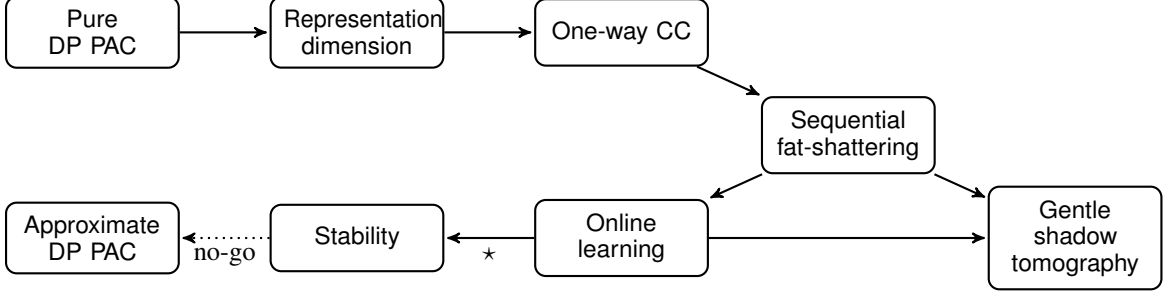 Pure
DP PAC
Representation
dimension
One-way CC
Sequential
fat-shattering
Approximate
DP PAC
no-go
Stability
⋆
Online
learning
Gentle
shadow
tomography